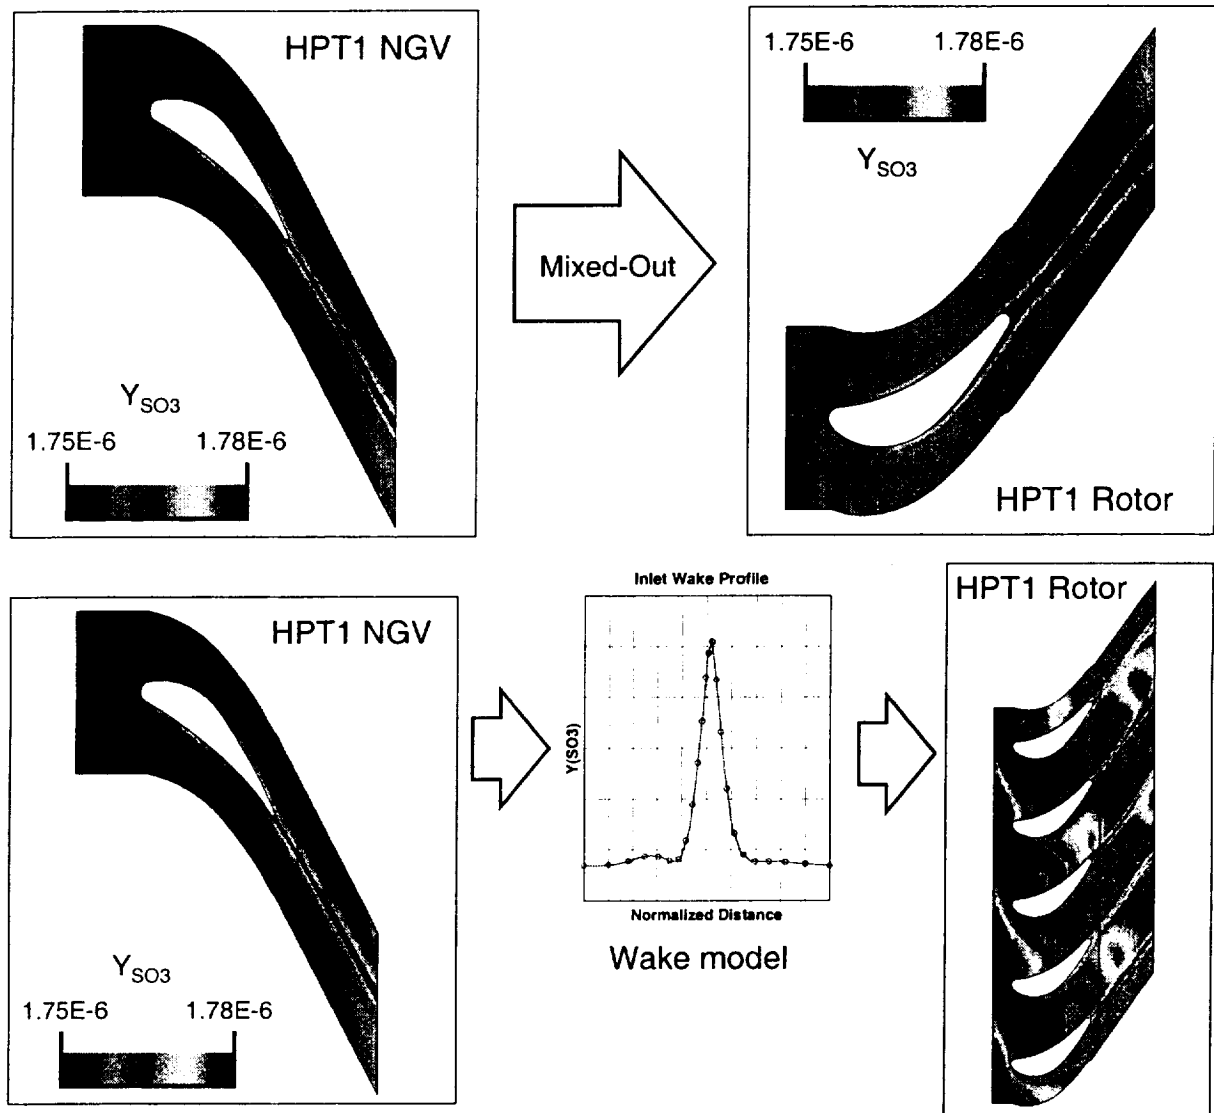 HPT1 NGV
Y_SO3
1.75E-6 1.78E-6
Mixed-Out
1.75E-6 1.78E-6
Y_SO3
HPT1 Rotor
HPT1 NGV
Y_SO3
1.75E-6 1.78E-6
Inlet Wake Profile
Y(SO3)
Normalized Distance
Wake model
HPT1 Rotor